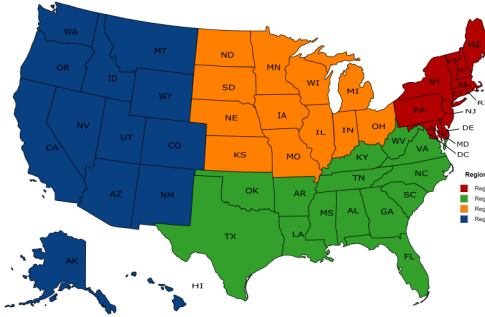 WA
MT
ND
MN
ME
VT
OR
ID
SD
WI
MI
NY
WY
NE
IA
PA
RI
NJ
NV
UT
CO
IL
IN
OH
DE
MD
DC
CA
KS
MO
WV
VA
KY
AZ
NM
OK
AR
TN
NC
SC
MS
AL
GA
TX
LA
FL
AK
HI
Region
Reg
Reg
Reg
Reg